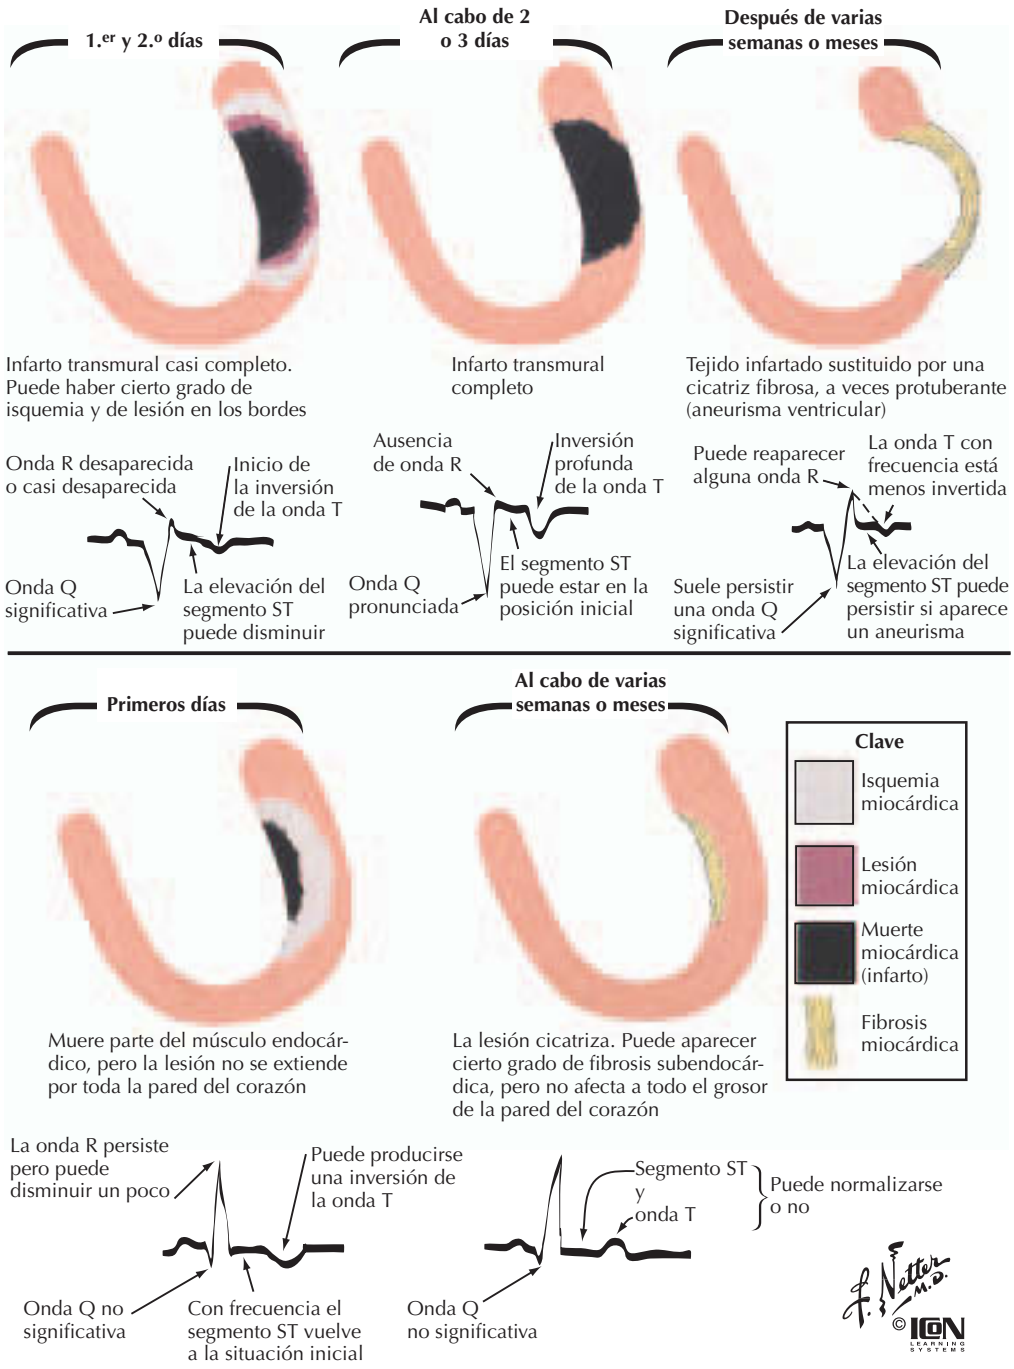 1.er y 2.o días
Al cabo de 2
o 3 días
Después de varias
semanas o meses
Infarto transmural casi completo.
Puede haber cierto grado de
isquemia y de lesión en los bordes
Infarto transmural
completo
Tejido infartado sustituido por una
cicatriz fibrosa, a veces protuberante
(aneurisma ventricular)
Onda R desaparecida
o casi desaparecida
Inicio de
la inversión
de la onda T
Onda Q
significativa
La elevación del
segmento ST
puede disminuir
Ausencia
de onda R
Inversión
profunda
de la onda T
Onda Q
pronunciada
El segmento ST
puede estar en la
posición inicial
Puede reaparecer
alguna onda R
La onda T con
frecuencia está
menos invertida
Suele persistir
una onda Q
significativa
La elevación del
segmento ST puede
persistir si aparece
un aneurisma
Primeros días
Al cabo de varias
semanas o meses
Clave
Isquemia
miocárdica
Lesión
miocárdica
Muerte
miocárdica
(infarto)
Fibrosis
miocárdica
Muere parte del músculo endocár-
dico, pero la lesión no se extiende
por toda la pared del corazón
La lesión cicatriza. Puede aparecer
cierto grado de fibrosis subendocár-
dica, pero no afecta a todo el grosor
de la pared del corazón
La onda R persiste
pero puede
disminuir un poco
Puede producirse
una inversión de
la onda T
Onda Q no
significativa
Con frecuencia el
segmento ST vuelve
a la situación inicial
Segmento ST
y
onda T
Puede normalizarse
o no
Onda Q
no significativa
f. Netter
M.D.
© ICON
LEARNING
SYSTEMS